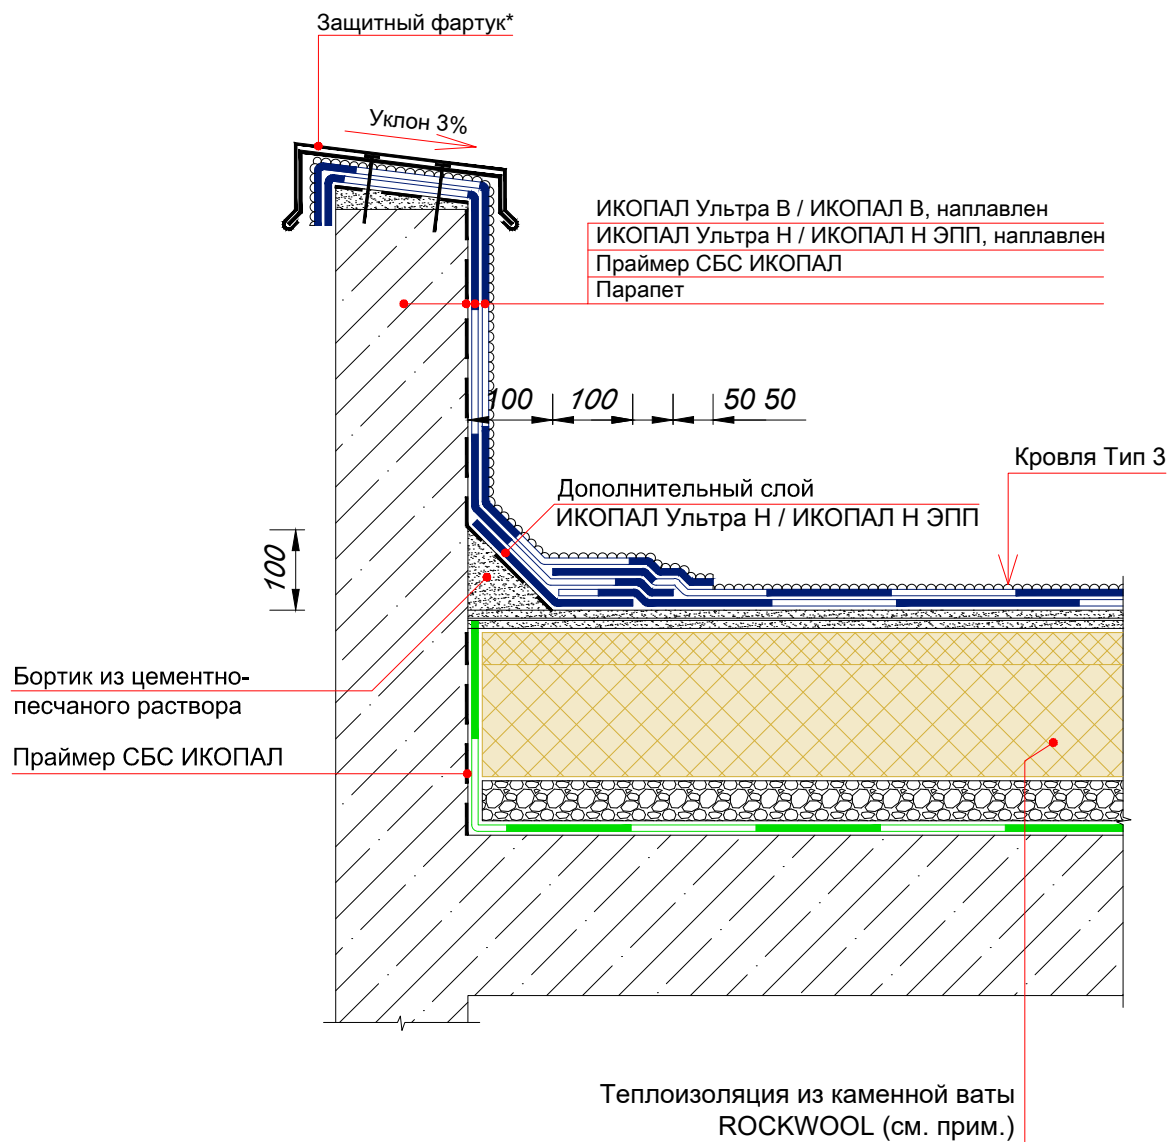 Защитный фартук*
Уклон 3%
ИКОПАЛ Ультра В / ИКОПАЛ В, наплавлен
ИКОПАЛ Ультра Н / ИКОПАЛ Н ЭПП, наплавлен
Праймер СБС ИКОПАЛ
Парапет
100 100 50 50
Кровля Тип 3
Дополнительный слой
ИКОПАЛ Ультра Н / ИКОПАЛ Н ЭПП
100
Бортик из цементно-
песчаного раствора
Праймер СБС ИКОПАЛ
Теплоизоляция из каменной ваты
ROCKWOOL (см. прим.)